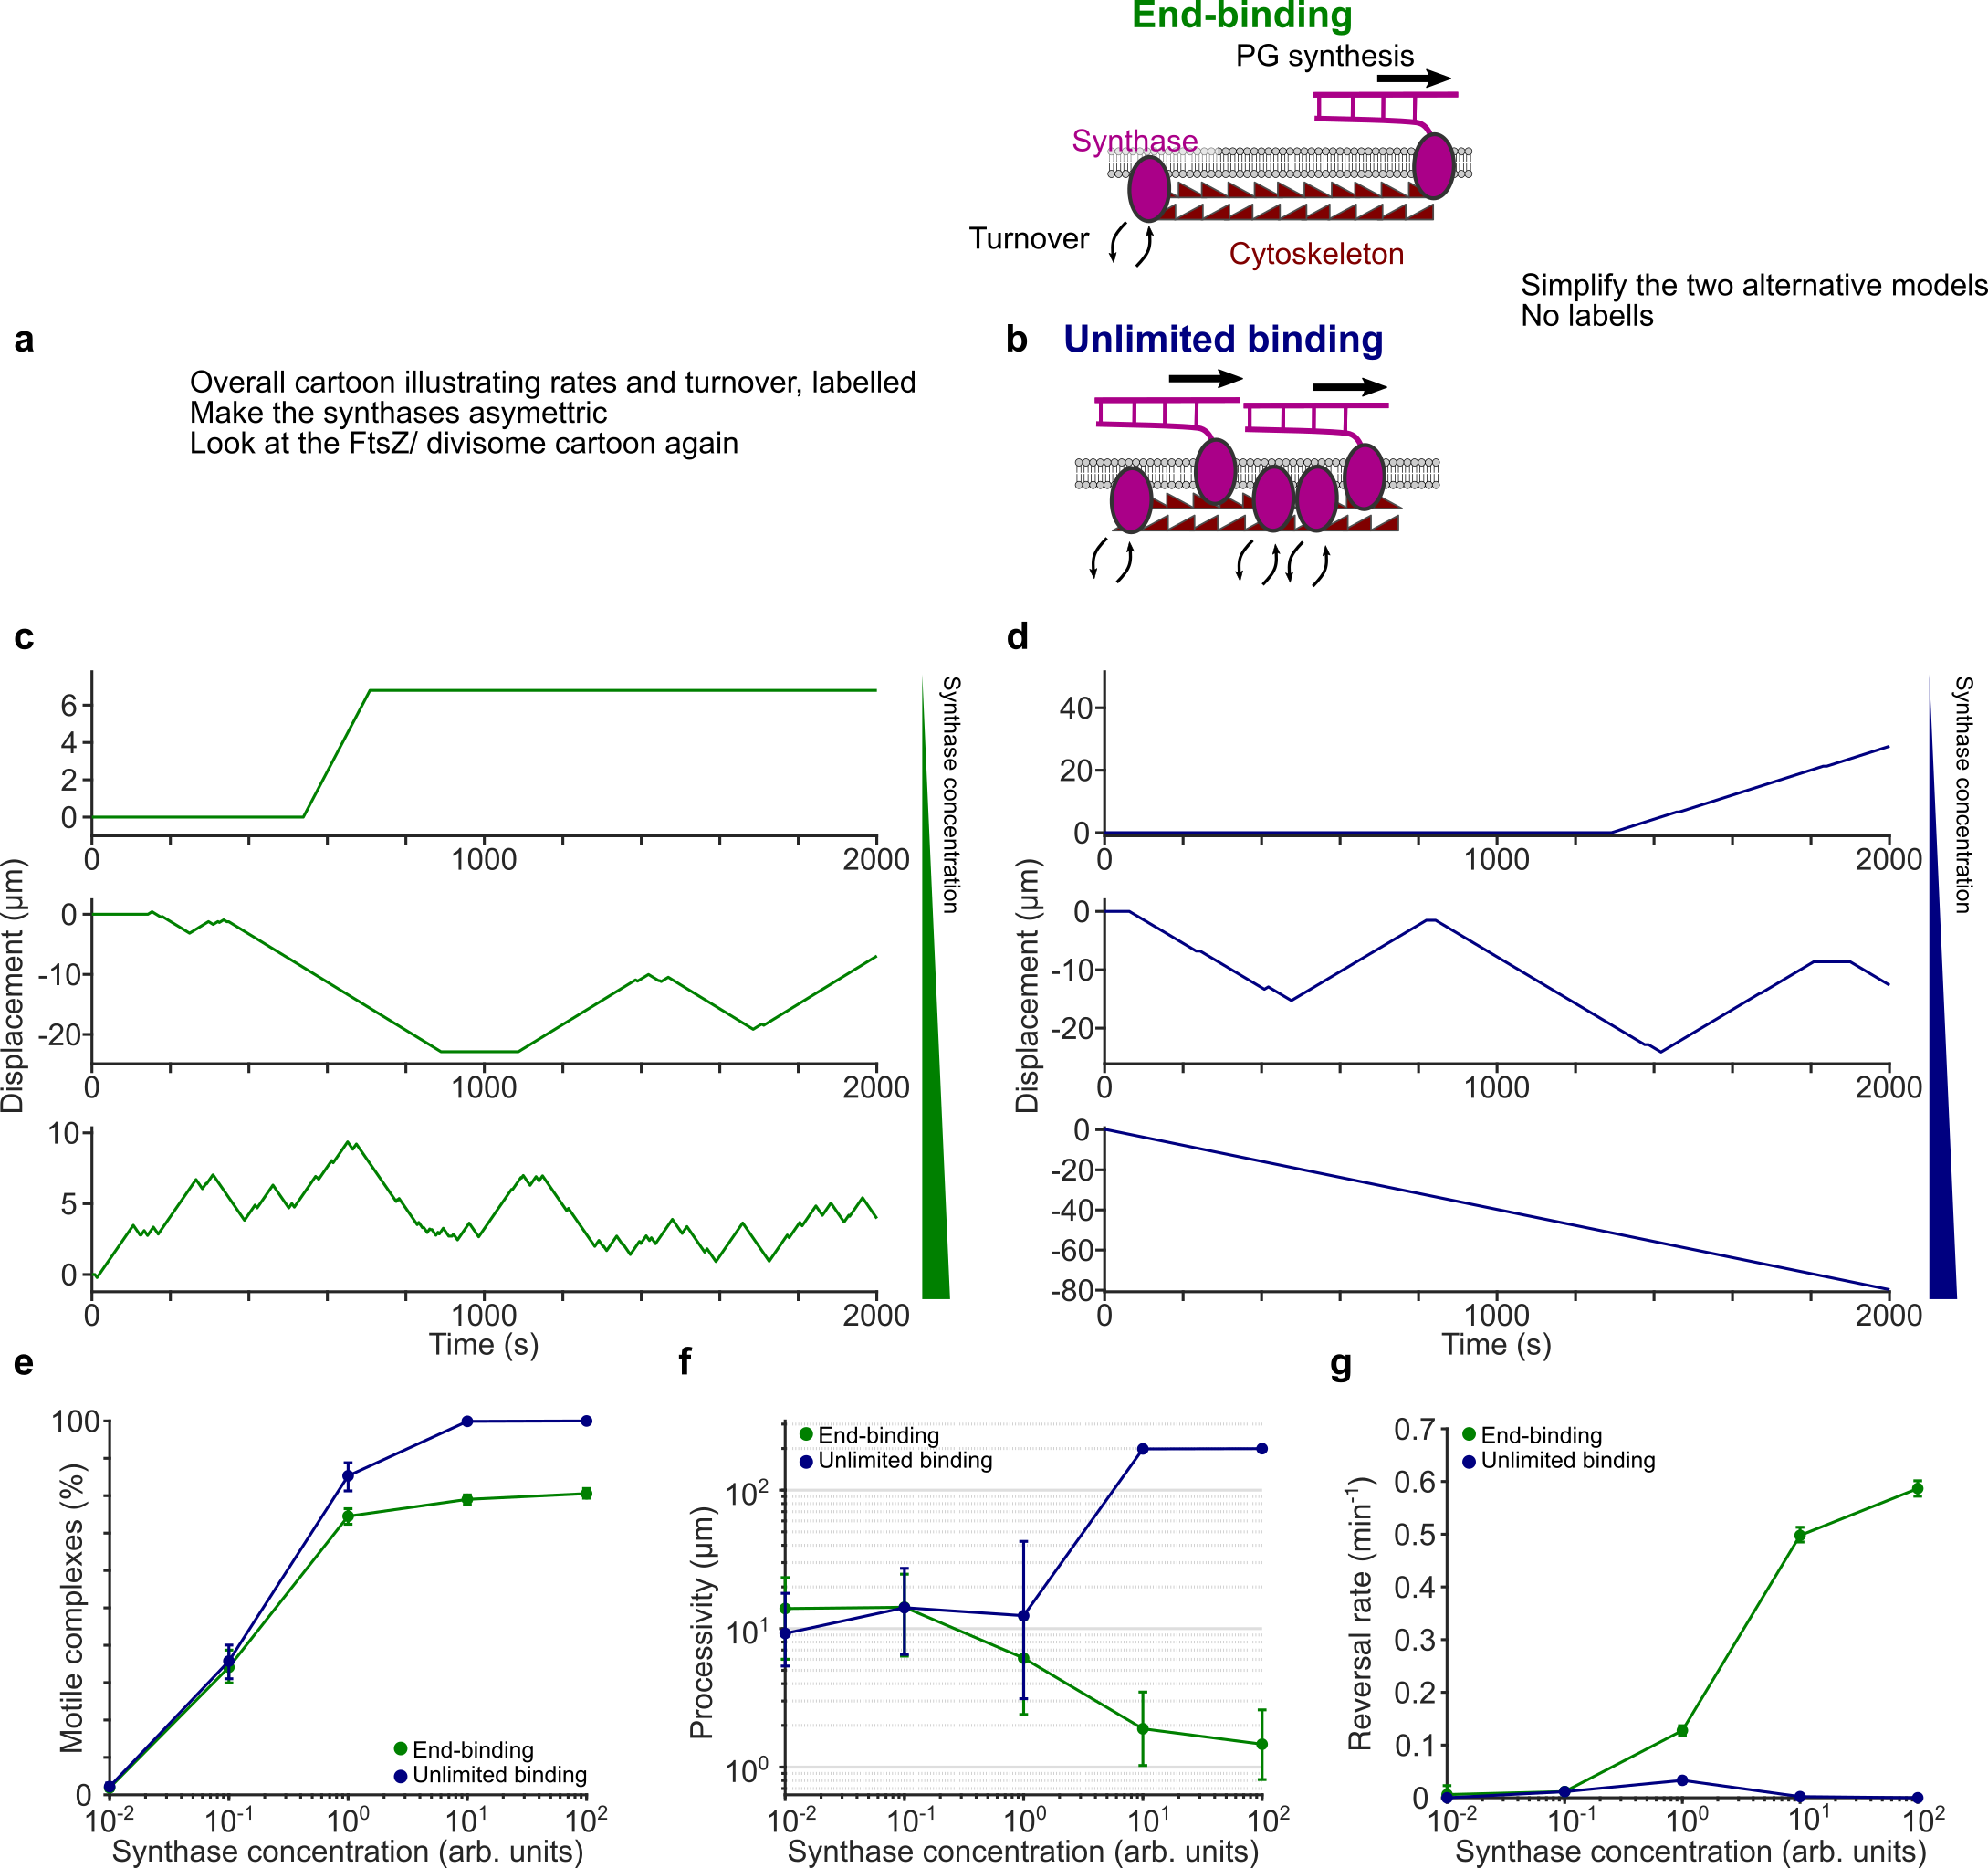 End-binding
PG synthesis
Synthase
Turnover
Cytoskeleton
Simplify the two alternative models
No labells
a
Overall cartoon illustrating rates and turnover, labelled
Make the synthases asymettric
Look at the FtsZ/ divisome cartoon again
b
Unlimited binding
c
6
4
2
0
0
1000
2000
0
-10
-20
0
1000
2000
10
5
0
0
1000
2000
Displacement (µm)
Time (s)
Synthase concentration
d
40
20
0
0
1000
2000
0
-10
-20
0
1000
2000
0
-20
-40
-60
-80
0
1000
2000
Displacement (µm)
Time (s)
Synthase concentration
e
100
0
Motile complexes (%)
End-binding
Unlimited binding
10-2 10-1 100 101 102
Synthase concentration (arb. units)
f
End-binding
Unlimited binding
102
101
100
Processivity (µm)
10-2 10-1 100 101 102
Synthase concentration (arb. units)
g
End-binding
Unlimited binding
0.7
0.6
0.5
0.4
0.3
0.2
0.1
0
Reversal rate (min-1)
10-2 10-1 100 101 102
Synthase concentration (arb. units)